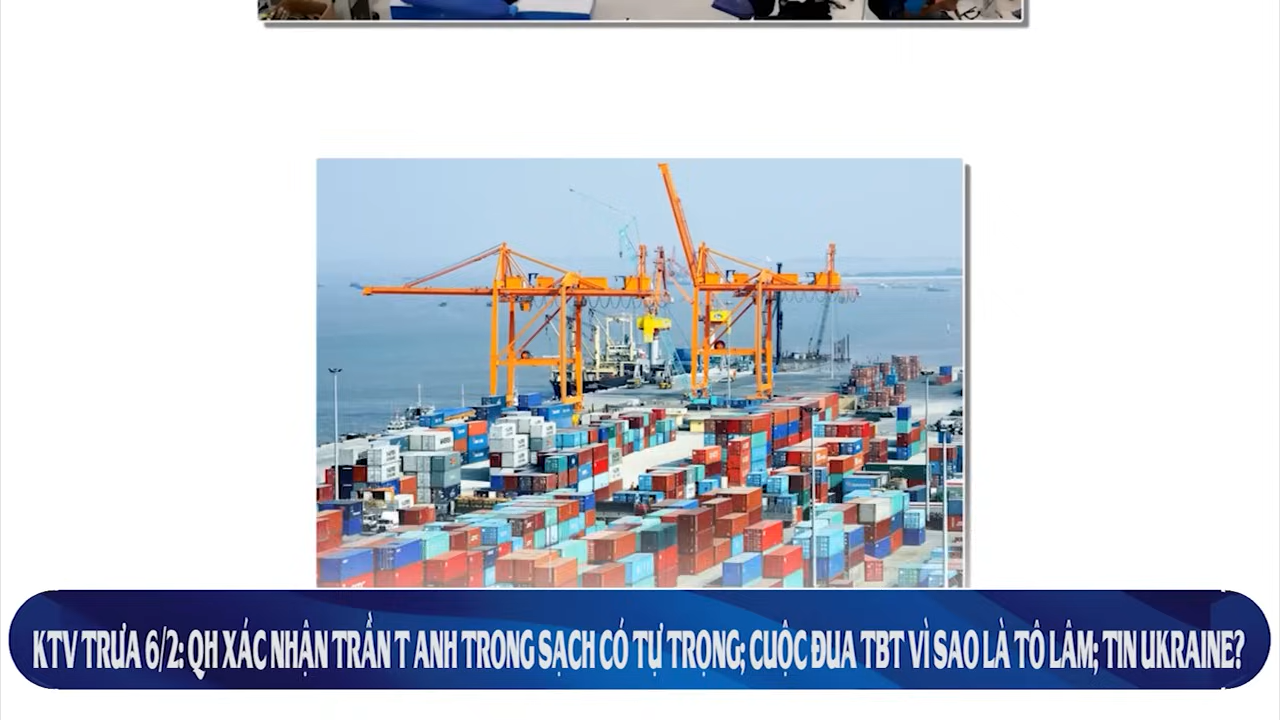 KTV TRƯA 6/2: QH XÁC NHẬN TRẦN T ANH TRONG SẠCH CÓ TỰ TRỌNG; CUỘC ĐUA TBT VÌ SAO LÀ TÔ LÂM; TIN UKRAINE?